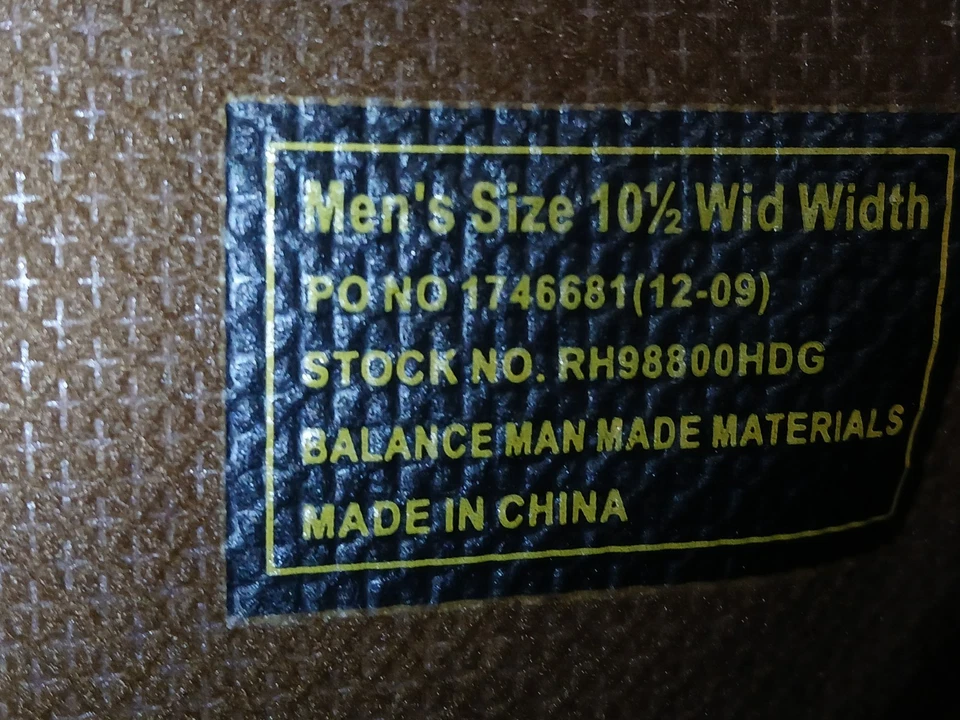 Men's Size 10½ Wid Width
PO NO 1746681(12-09)
STOCK NO. RH98800HDG
BALANCE MAN MADE MATERIALS
MADE IN CHINA